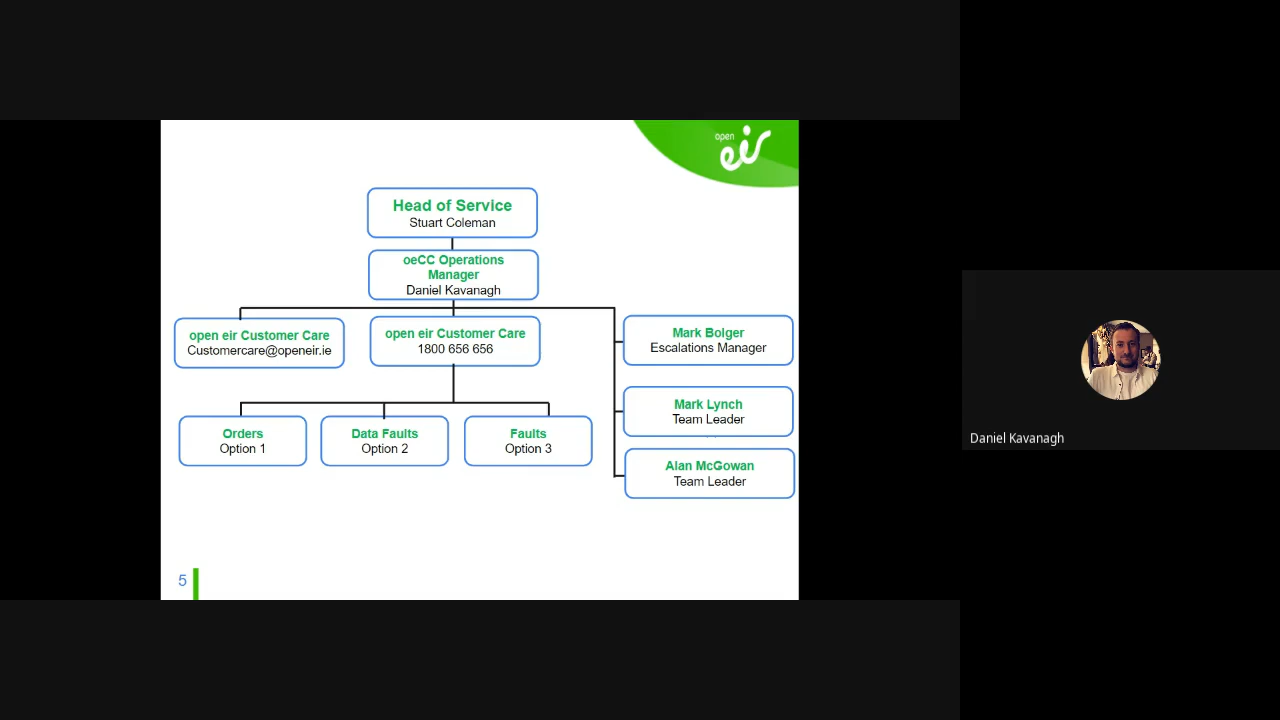 open
eir
Head of Service
Stuart Coleman
oeCC Operations
Manager
Daniel Kavanagh
open eir Customer Care
Customercare@openeir.ie
open eir Customer Care
1800 656 656
Mark Bolger
Escalations Manager
Mark Lynch
Team Leader
Alan McGowan
Team Leader
Orders
Option 1
Data Faults
Option 2
Faults
Option 3
5
Daniel Kavanagh